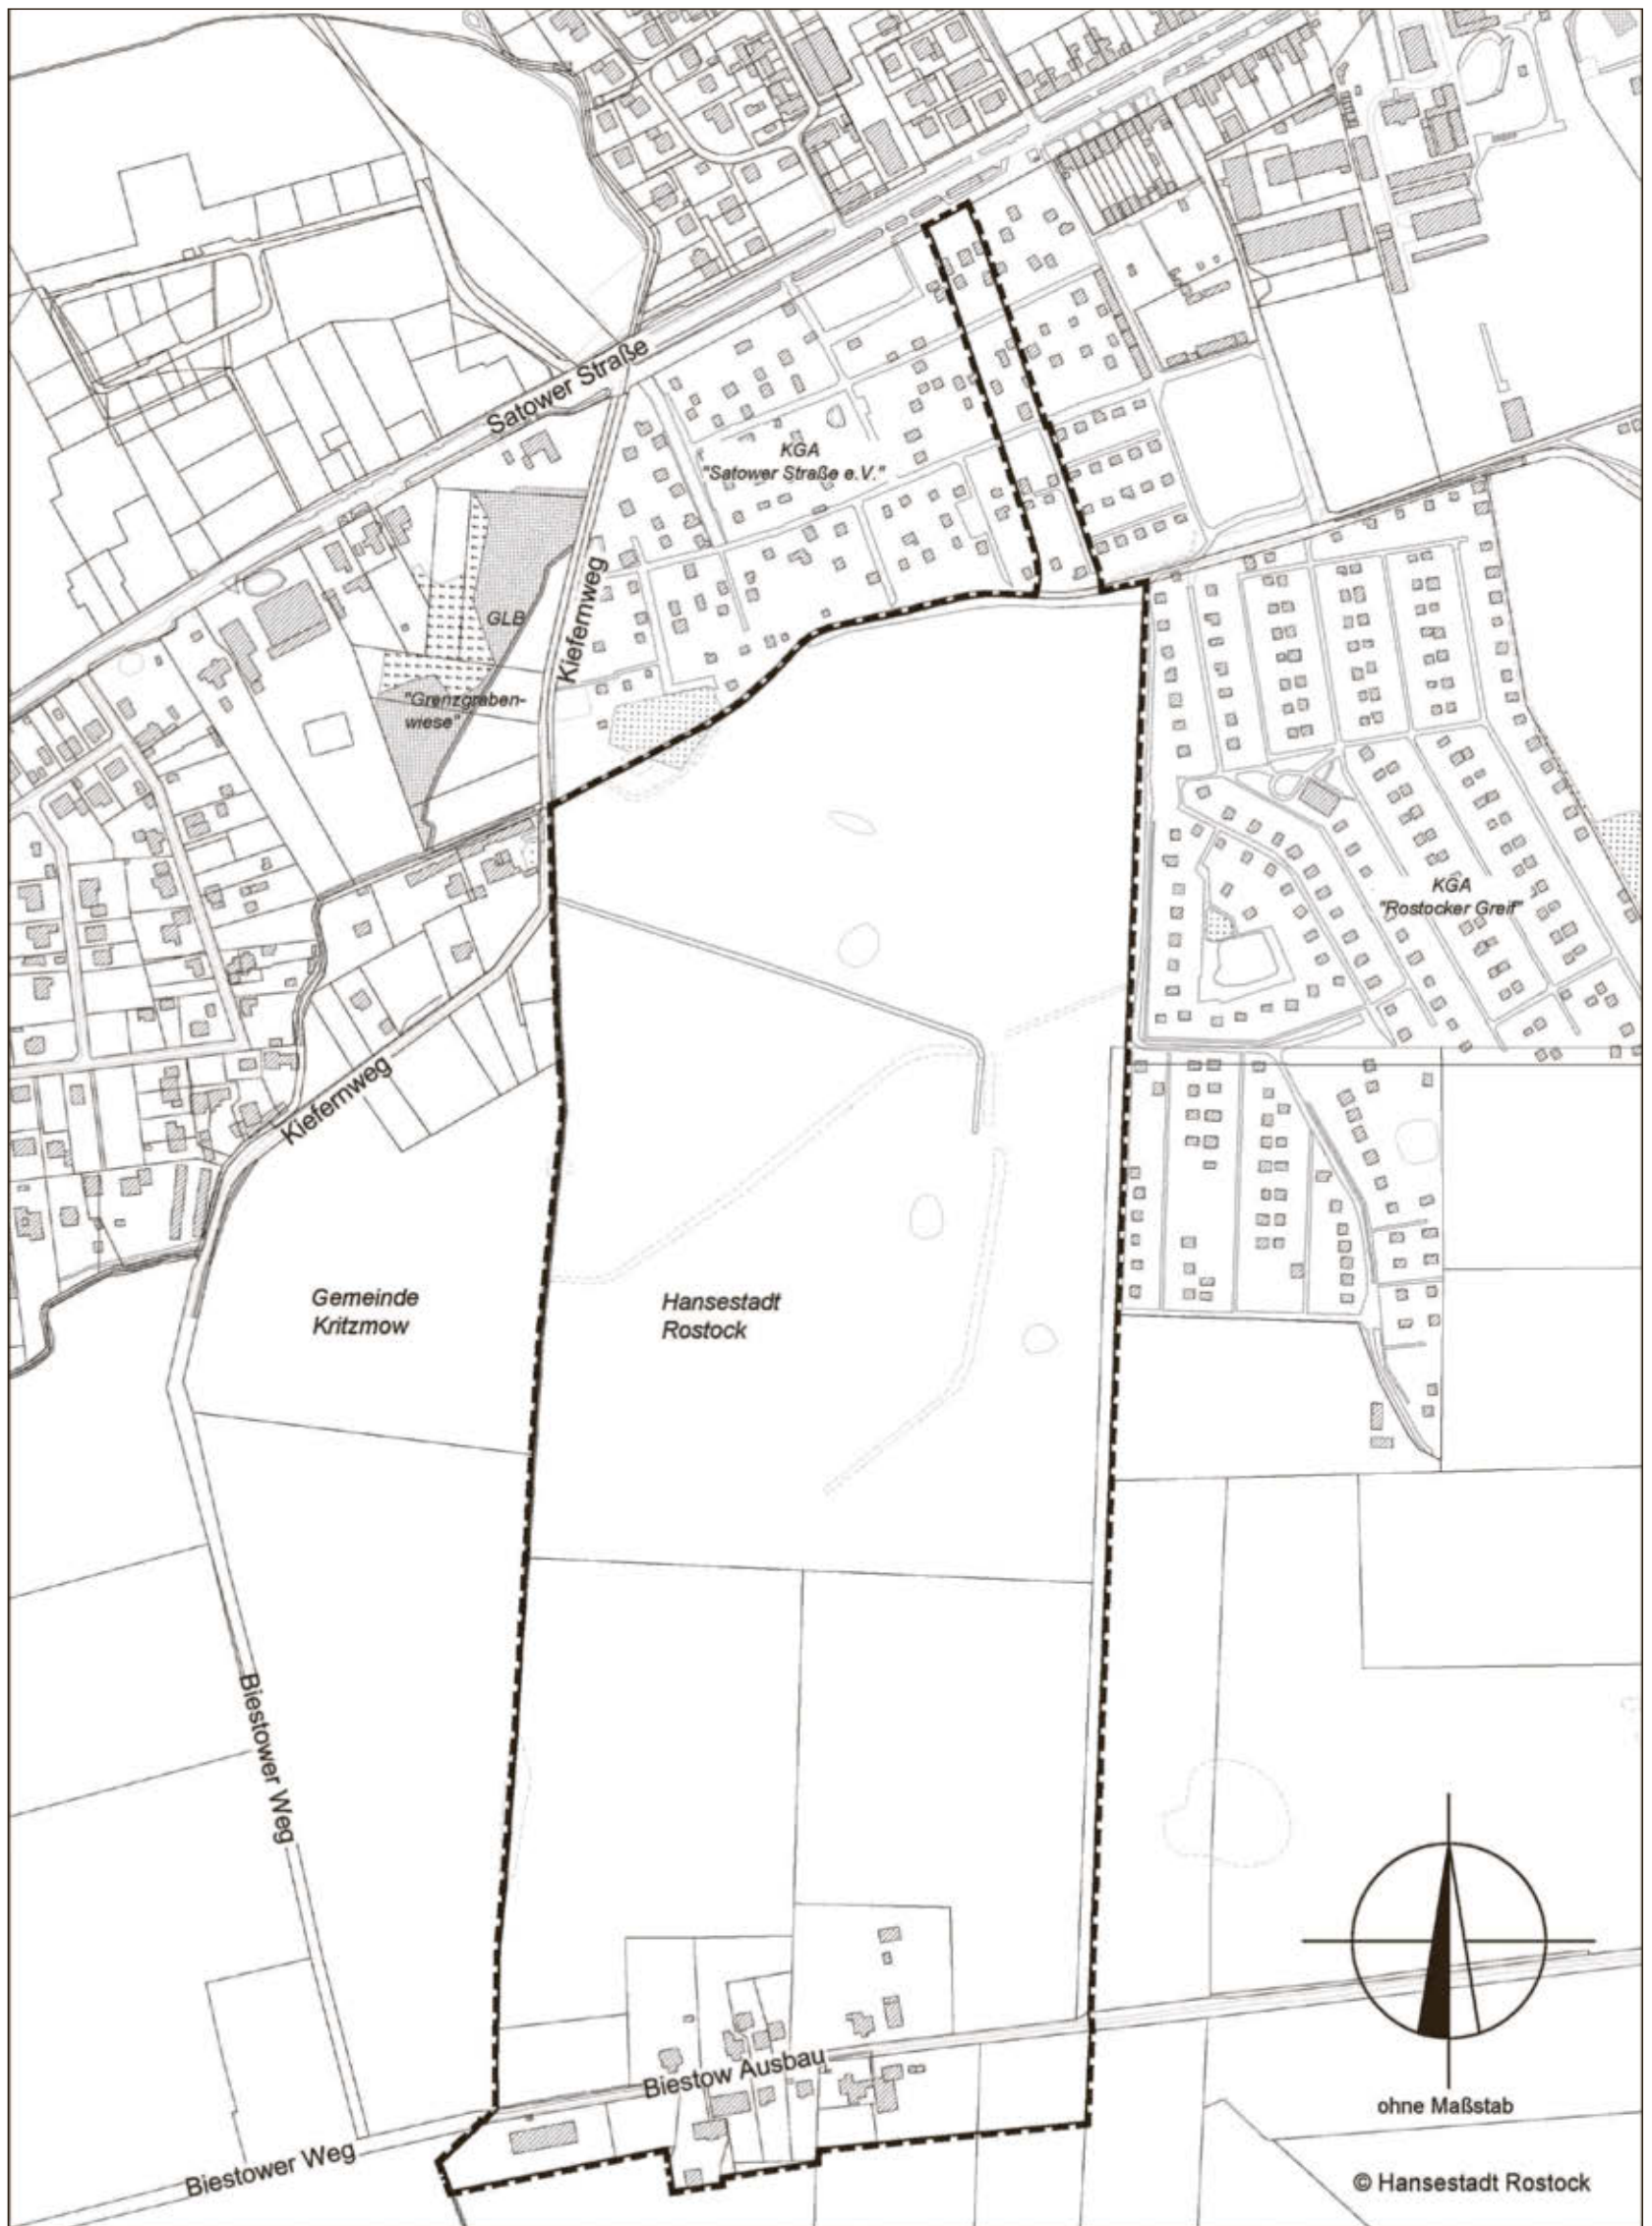 Satower Straße
KGA
"Satower Straße e.V."
Kiefernweg
GLB
"Grenzgraben-
wiese"
KGA
"Rostocker Greif"
Kiefernweg
Gemeinde
Kritzmow
Hansestadt
Rostock
Biestower Weg
Biestow Ausbau
Biestower Weg
ohne Maßstab
© Hansestadt Rostock